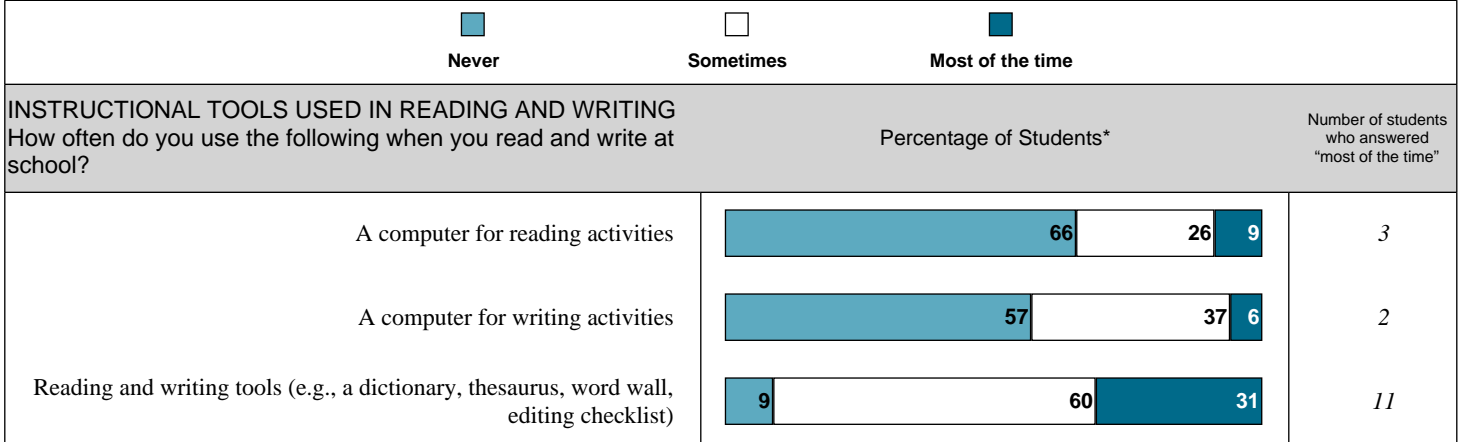 Never Sometimes Most of the time
INSTRUCTIONAL TOOLS USED IN READING AND WRITING
How often do you use the following when you read and write at
school?
Percentage of Students*
Number of students
who answered
“most of the time”
A computer for reading activities
66 26 9
3
A computer for writing activities
57 37 6
2
Reading and writing tools (e.g., a dictionary, thesaurus, word wall,
editing checklist)
9 60 31
11